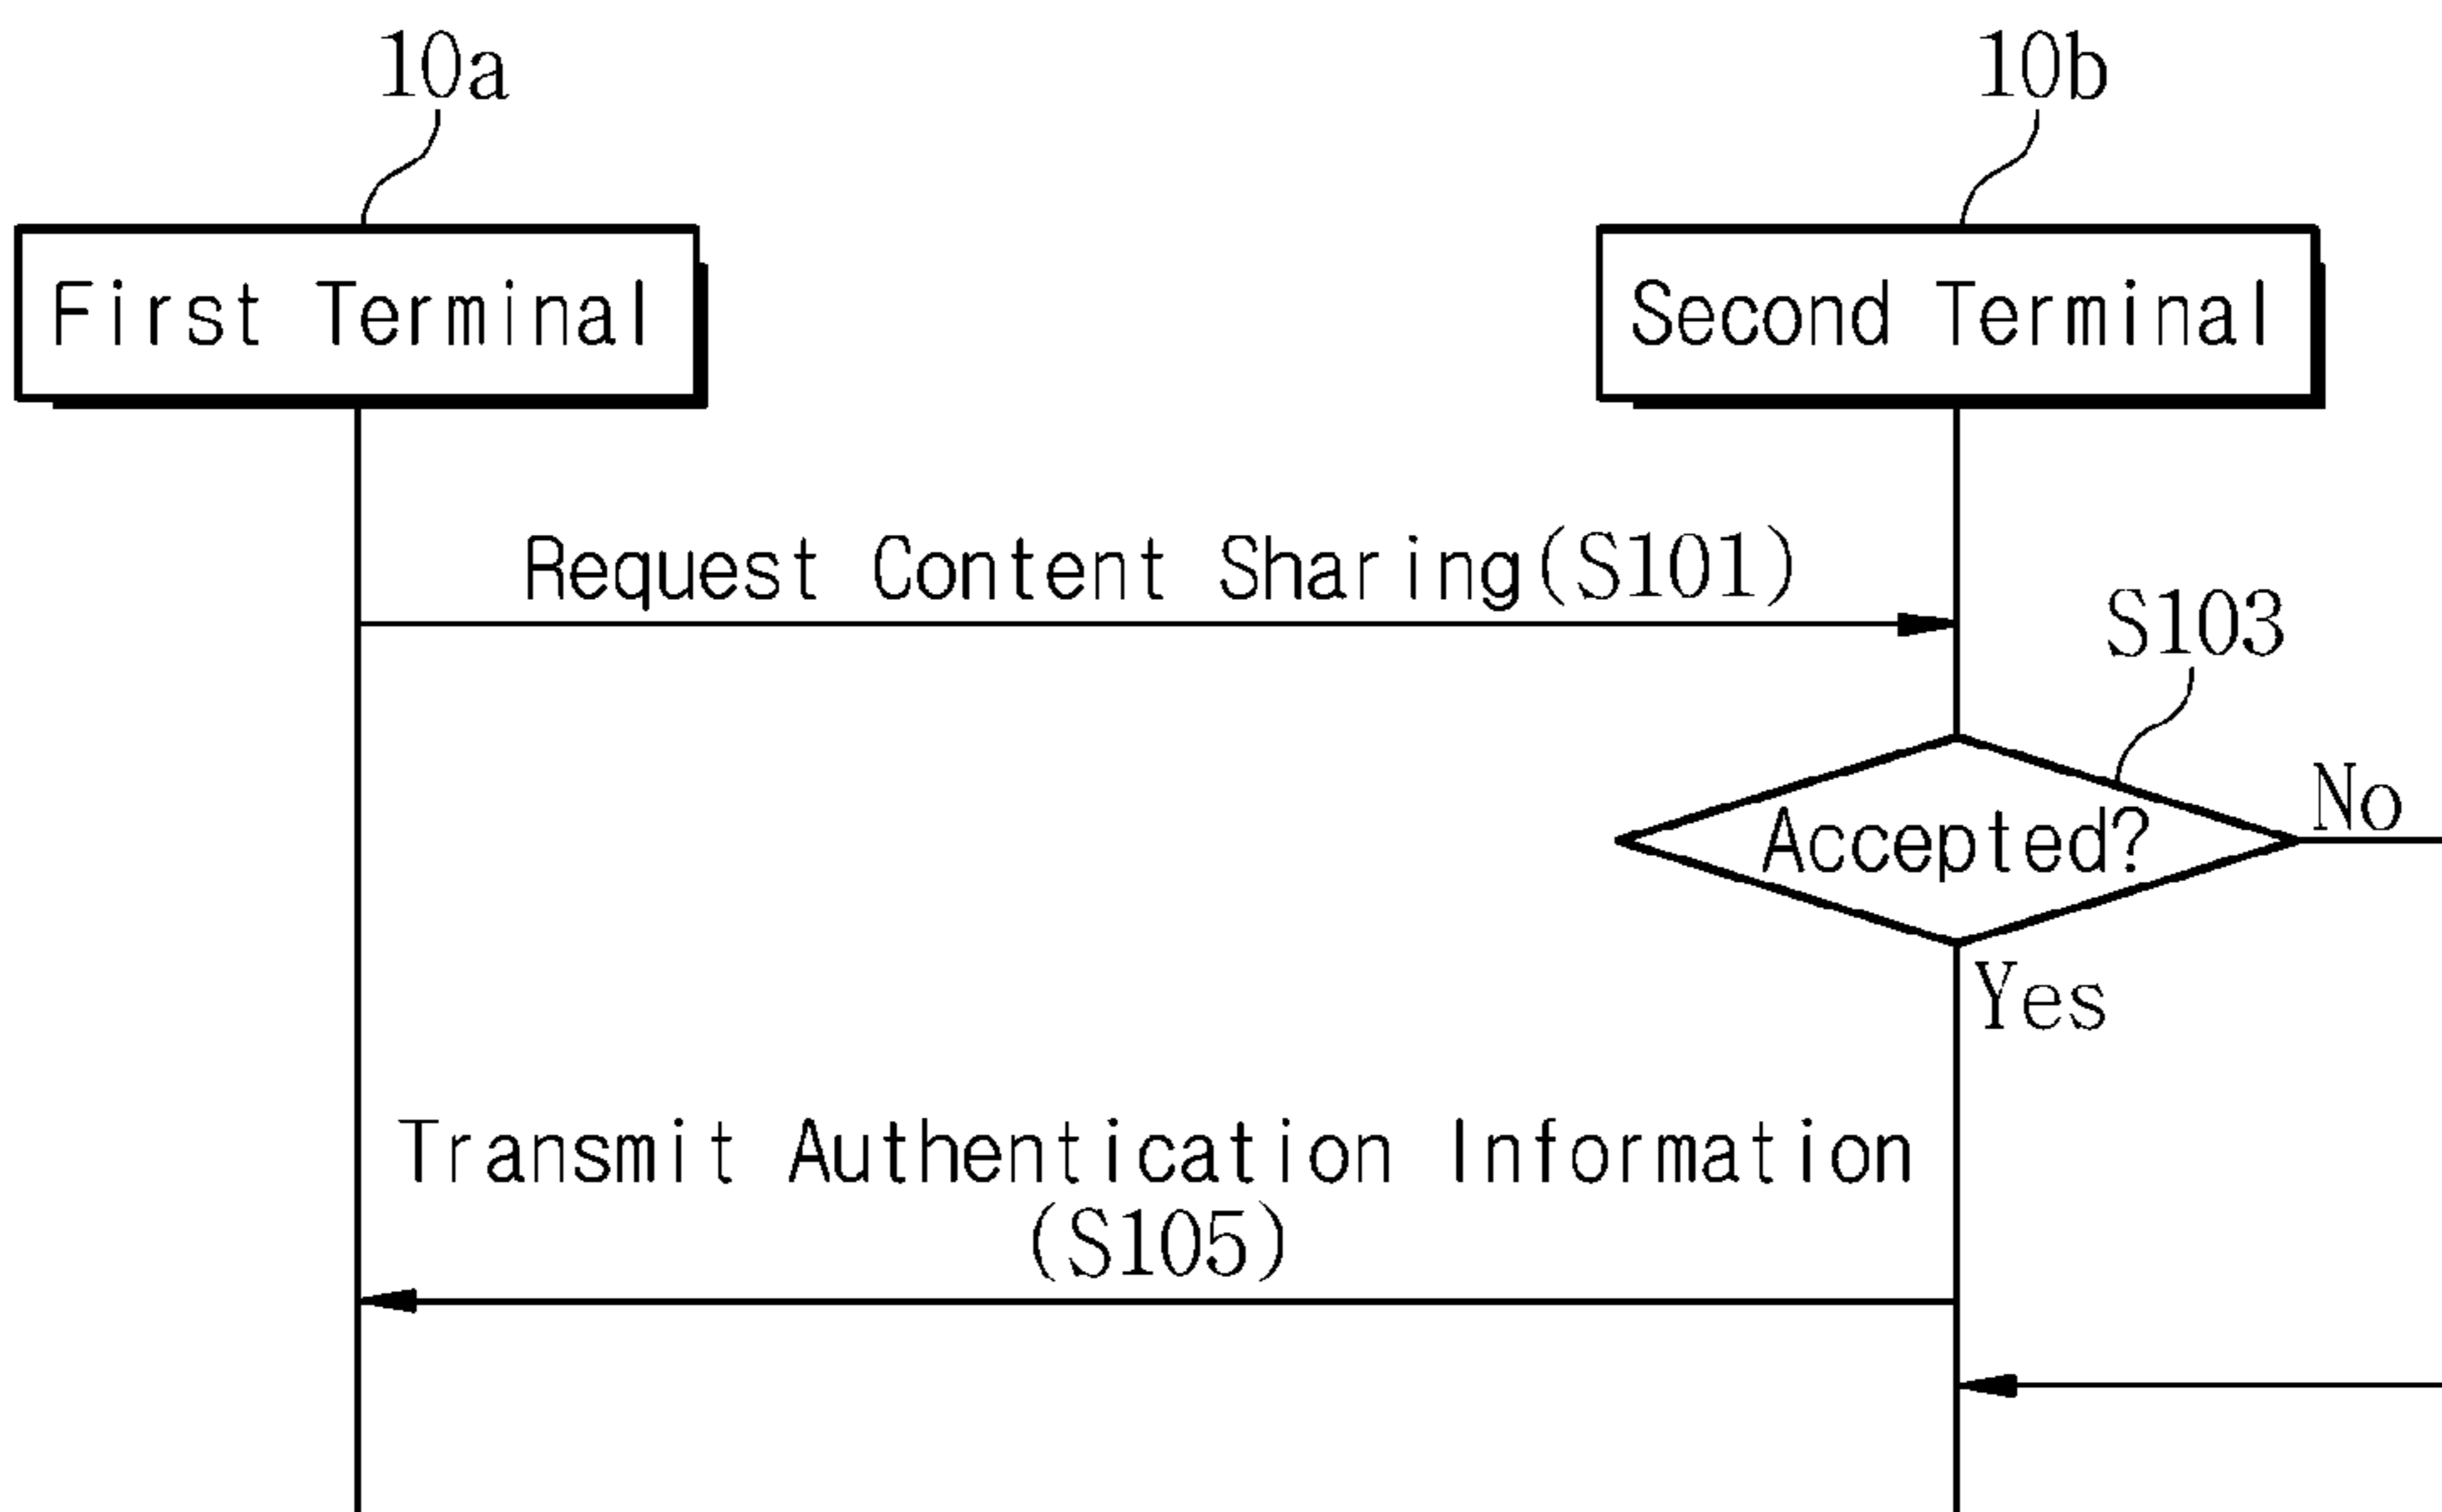 10a
10b
First Terminal
Second Terminal
Request Content Sharing(S101)
S103
Accepted?
No
Yes
Transmit Authentication Information
(S105)